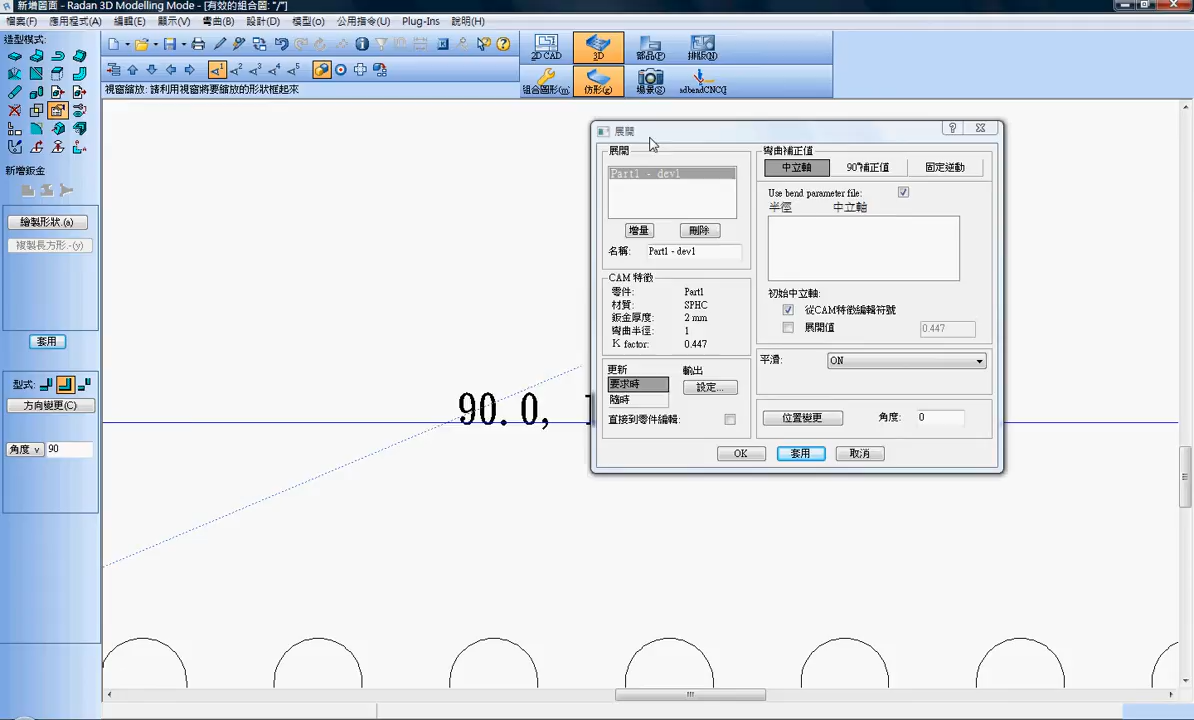 新增圖面 - Radan 3D Modelling Mode - [有效的組合圖: "/"]
檔案(F) 應用程式(A) 編輯(E) 顯示(V) 彎曲(B) 設計(D) 模型(o) 公用指令(U) Plug-Ins 說明(H)
造型模式:
2D CAD 3D 部品(P) 排版(N)
組合圖形(m) 仿形(g) 場景(S) sdbendCNC(
視窗縮放: 請利用視窗將要縮放的形狀框起來
新增鈑金
繪製形狀.(a)
複製長方形.-(y)
套用
型式:
方向變更(C)
角度 v 90
90.0,
展開
展開
Part1 - dev1
增量 刪除
名稱: Part1 - dev1
CAM 特徵
零件: Part1
材質: SPHC
鈑金厚度: 2 mm
彎曲半徑: 1
K factor: 0.447
更新 輸出
要求時 設定...
隨時
直接到零件編輯:
彎曲補正值
中立軸 90°補正值 固定逆動
Use bend parameter file:
半徑 中立軸
初始中立軸:
從CAM特徵編輯符號
展開值 0.447
平滑: ON
位置變更 角度: 0
OK 套用 取消